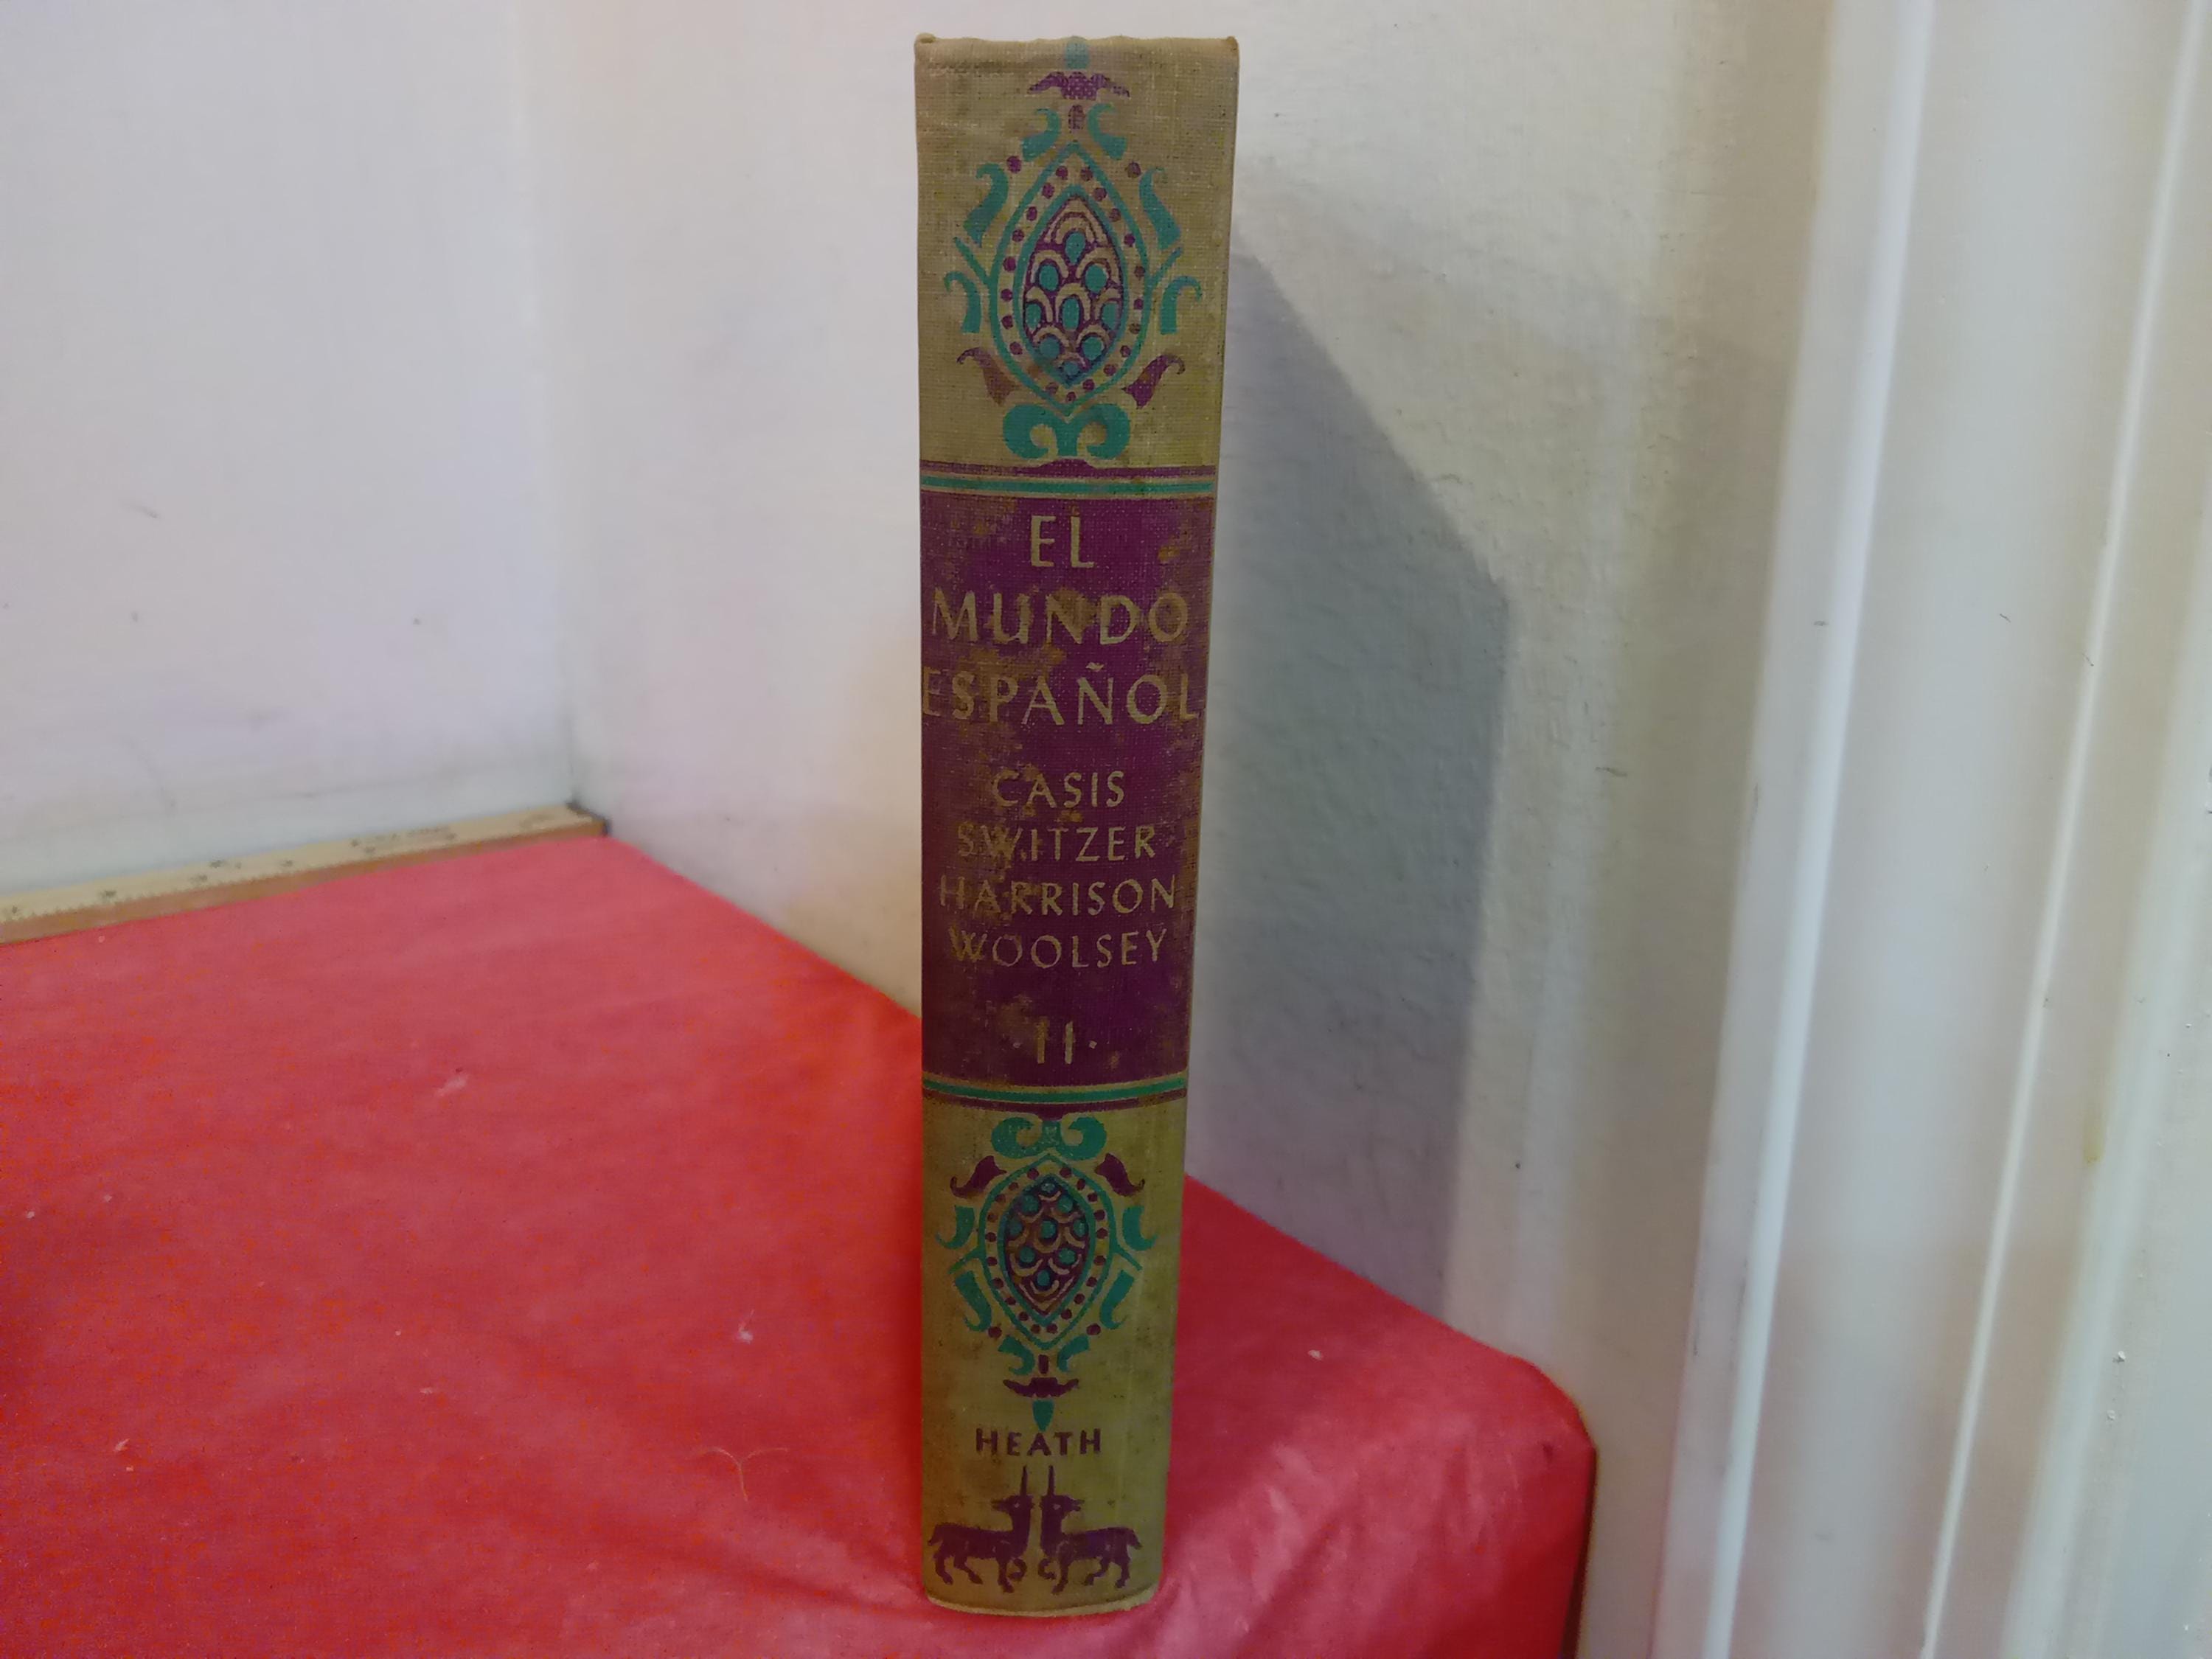 EL
MUNDO
ESPAÑOL
CASIS
SWITZER
HARRISON
WOOLSEY
II
HEATH